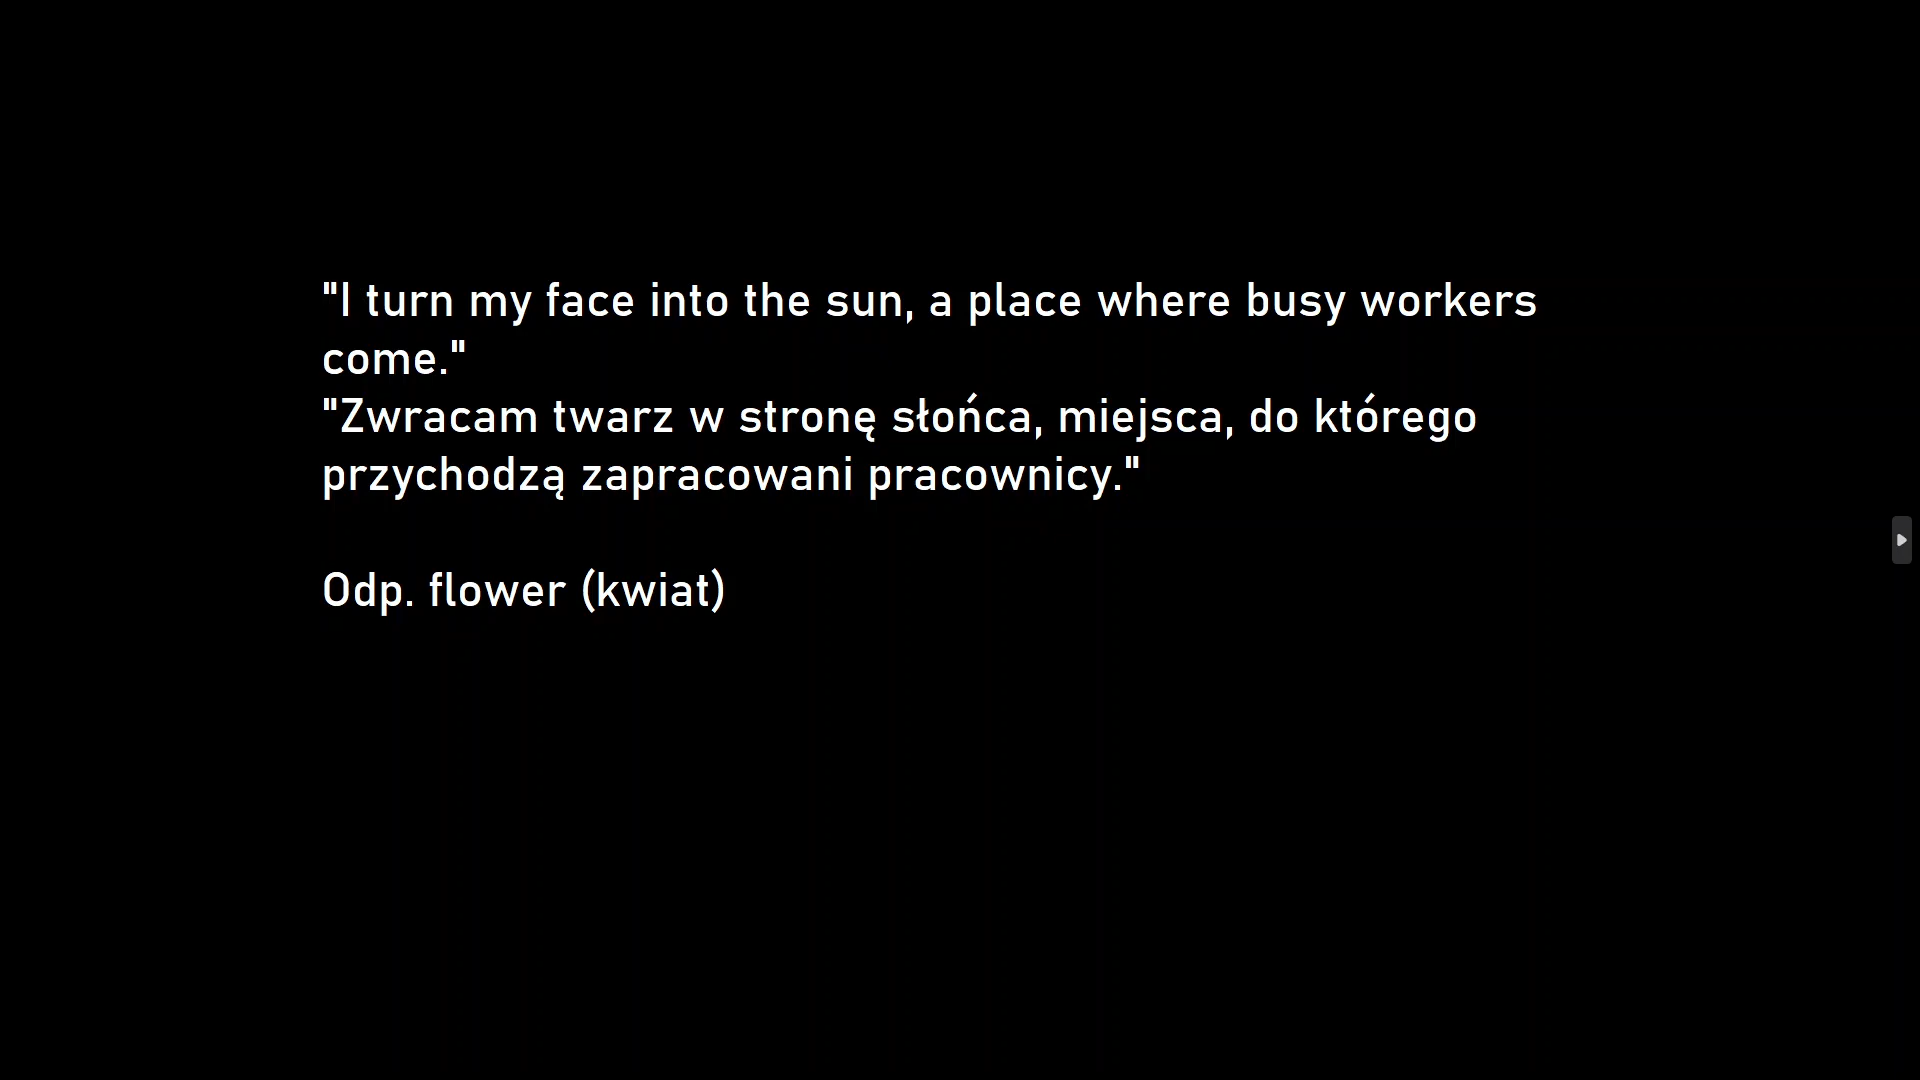 "I turn my face into the sun, a place where busy workers
come."
"Zwracam twarz w stronę słońca, miejsca, do którego
przychodzą zapracowani pracownicy."
Odp. flower (kwiat)